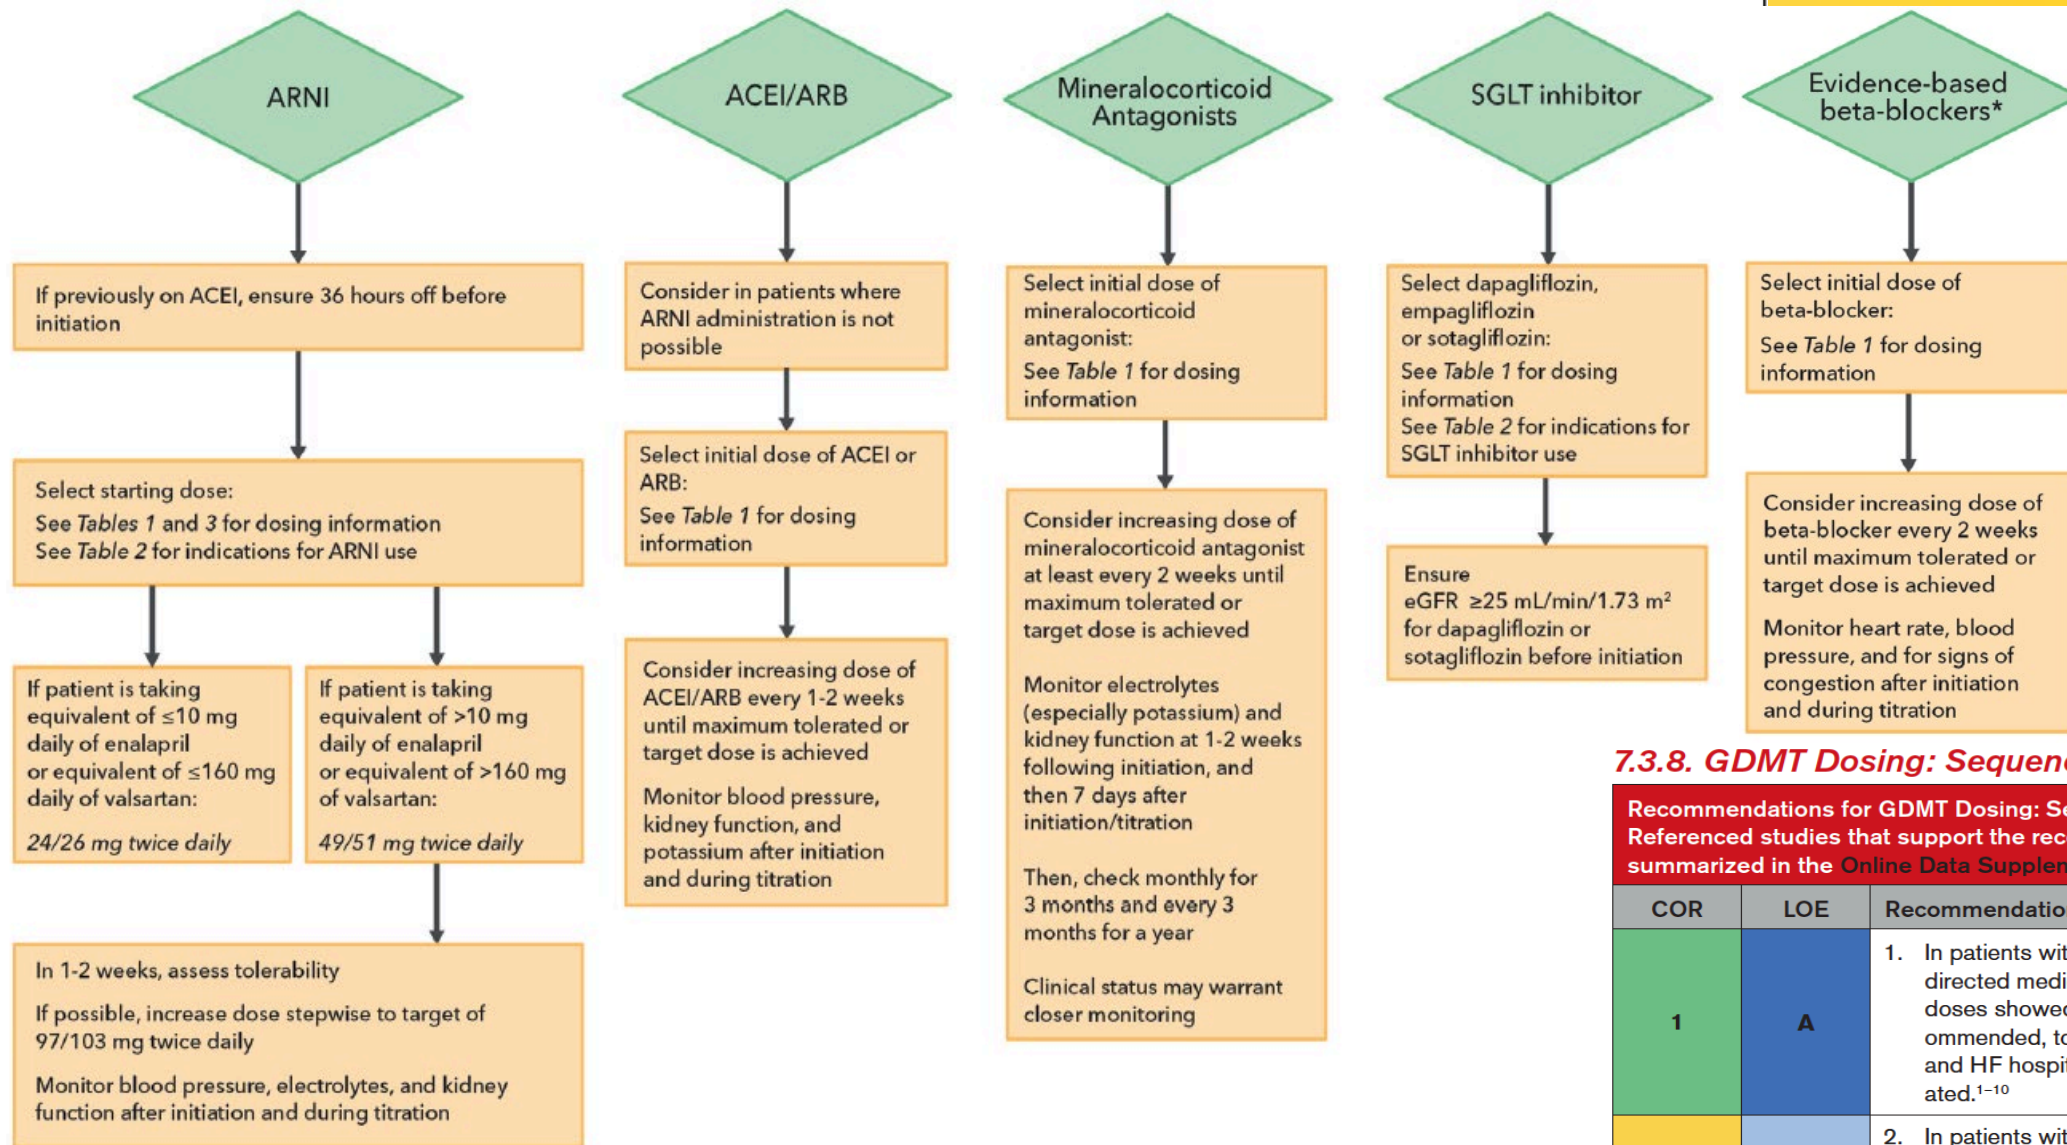 ARNI
If previously on ACEI, ensure 36 hours off before
initiation
Select starting dose:
See Tables 1 and 3 for dosing information
See Table 2 for indications for ARNI use
If patient is taking
equivalent of ≤10 mg
daily of enalapril
or equivalent of ≤160 mg
daily of valsartan:
24/26 mg twice daily
If patient is taking
equivalent of >10 mg
daily of enalapril
or equivalent of >160 mg
of valsartan:
49/51 mg twice daily
In 1-2 weeks, assess tolerability
If possible, increase dose stepwise to target of
97/103 mg twice daily
Monitor blood pressure, electrolytes, and kidney
function after initiation and during titration
ACEI/ARB
Consider in patients where
ARNI administration is not
possible
Select initial dose of ACEI or
ARB:
See Table 1 for dosing
information
Consider increasing dose of
ACEI/ARB every 1-2 weeks
until maximum tolerated or
target dose is achieved
Monitor blood pressure,
kidney function, and
potassium after initiation
and during titration
Mineralocorticoid
Antagonists
Select initial dose of
mineralocorticoid
antagonist:
See Table 1 for dosing
information
Consider increasing dose of
mineralocorticoid antagonist
at least every 2 weeks until
maximum tolerated or
target dose is achieved
Monitor electrolytes
(especially potassium) and
kidney function at 1-2 weeks
following initiation, and
then 7 days after
initiation/titration
Then, check monthly for
3 months and every 3
months for a year
Clinical status may warrant
closer monitoring
SGLT inhibitor
Select dapagliflozin,
empagliflozin
or sotagliflozin:
See Table 1 for dosing
information
See Table 2 for indications for
SGLT inhibitor use
Ensure
eGFR ≥25 mL/min/1.73 m²
for dapagliflozin or
sotagliflozin before initiation
Evidence-based
beta-blockers*
Select initial dose of
beta-blocker:
See Table 1 for dosing
information
Consider increasing dose of
beta-blocker every 2 weeks
until maximum tolerated or
target dose is achieved
Monitor heart rate, blood
pressure, and for signs of
congestion after initiation
and during titration
7.3.8. GDMT Dosing: Sequen
Recommendations for GDMT Dosing: Se
Referenced studies that support the rec
summarized in the Online Data Supplem
COR LOE Recommendatio
1 A 1. In patients wit
directed medi
doses showed
ommended, to
and HF hospit
ated.¹⁻¹⁰
2. In patients wit